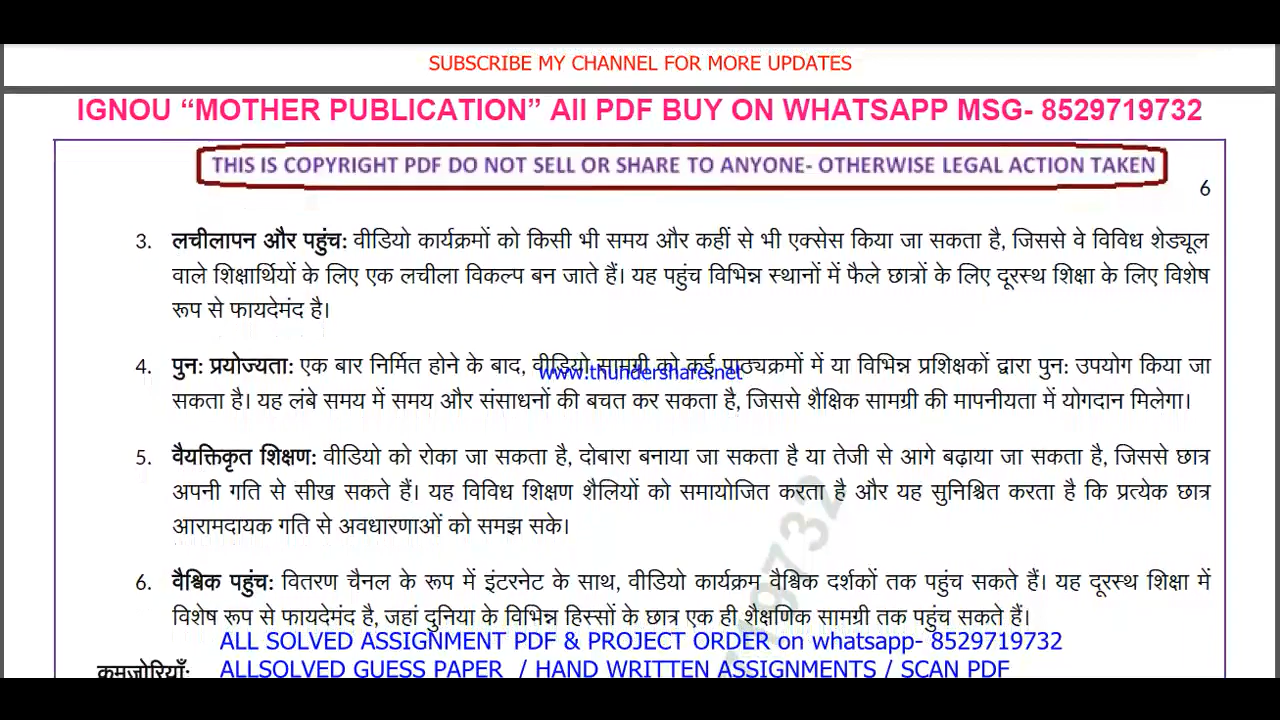 SUBSCRIBE MY CHANNEL FOR MORE UPDATES
IGNOU “MOTHER PUBLICATION” All PDF BUY ON WHATSAPP MSG- 8529719732
THIS IS COPYRIGHT PDF DO NOT SELL OR SHARE TO ANYONE- OTHERWISE LEGAL ACTION TAKEN
6
3. लचीलापन और पहुंच: वीडियो कार्यक्रमों को किसी भी समय और कहीं से भी एक्सेस किया जा सकता है, जिससे वे विविध शेड्यूल
वाले शिक्षार्थियों के लिए एक लचीला विकल्प बन जाते हैं। यह पहुंच विभिन्न स्थानों में फैले छात्रों के लिए दूरस्थ शिक्षा के लिए विशेष
रूप से फायदेमंद है।
4. पुन: प्रयोज्यता: एक बार निर्मित होने के बाद, वीडियो सामग्री को कई पाठ्यक्रमों में या विभिन्न प्रशिक्षकों द्वारा पुन: उपयोग किया जा
www.thundershare.net
सकता है। यह लंबे समय में समय और संसाधनों की बचत कर सकता है, जिससे शैक्षिक सामग्री की मापनीयता में योगदान मिलेगा।
5. वैयक्तिकृत शिक्षण: वीडियो को रोका जा सकता है, दोबारा बनाया जा सकता है या तेजी से आगे बढ़ाया जा सकता है, जिससे छात्र
अपनी गति से सीख सकते हैं। यह विविध शिक्षण शैलियों को समायोजित करता है और यह सुनिश्चित करता है कि प्रत्येक छात्र
आरामदायक गति से अवधारणाओं को समझ सके।
6. वैश्विक पहुंच: वितरण चैनल के रूप में इंटरनेट के साथ, वीडियो कार्यक्रम वैश्विक दर्शकों तक पहुंच सकते हैं। यह दूरस्थ शिक्षा में
विशेष रूप से फायदेमंद है, जहां दुनिया के विभिन्न हिस्सों के छात्र एक ही शैक्षणिक सामग्री तक पहुंच सकते हैं।
ALL SOLVED ASSIGNMENT PDF & PROJECT ORDER on whatsapp- 8529719732
कमजोरियाँ: ALLSOLVED GUESS PAPER / HAND WRITTEN ASSIGNMENTS / SCAN PDF